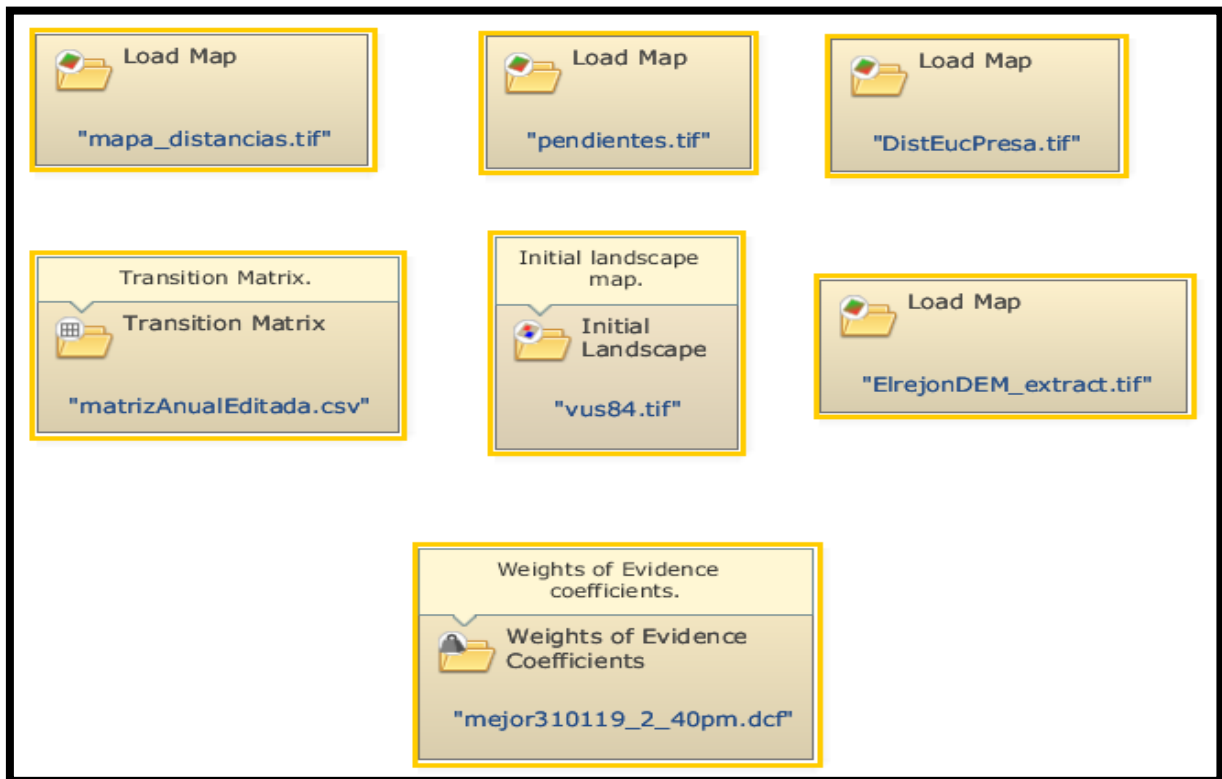 Load Map
"mapa_distancias.tif"
Load Map
"pendientes.tif"
Load Map
"DistEucPresa.tif"
Transition Matrix.
Transition Matrix
"matrizAnualEditada.csv"
Initial landscape
map.
Initial
Landscape
"vus84.tif"
Load Map
"ElrejonDEM_extract.tif"
Weights of Evidence
coefficients.
Weights of Evidence
Coefficients
"mejor310119_2_40pm.dcf"